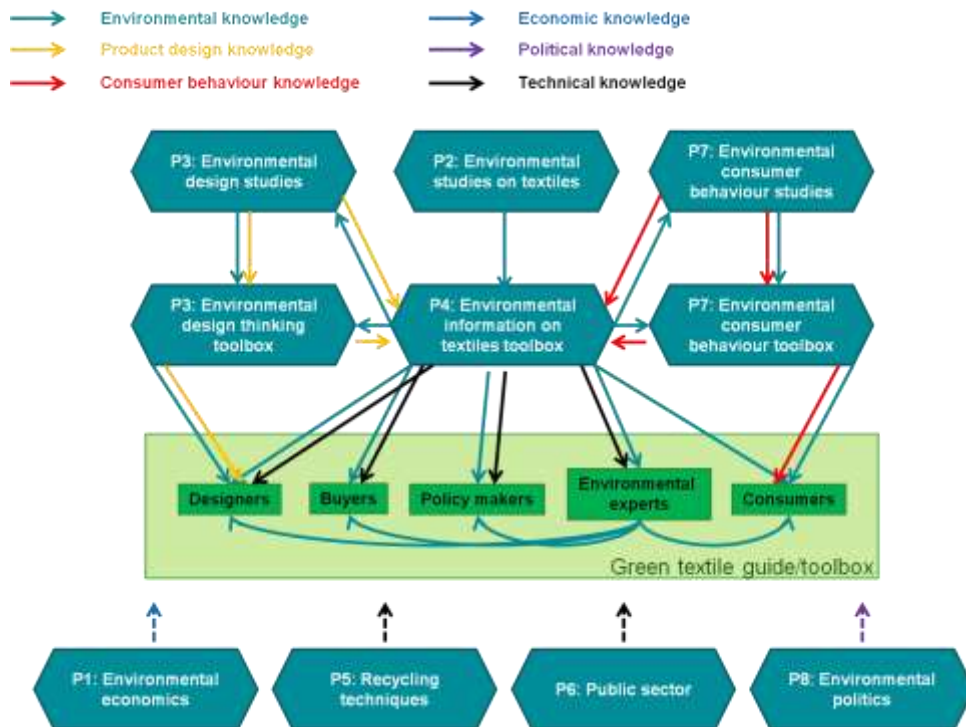 Environmental knowledge
Economic knowledge
Product design knowledge
Political knowledge
Consumer behaviour knowledge
Technical knowledge
P3: Environmental
design studies
P2: Environmental
studies on textiles
P7: Environmental
consumer
behaviour studies
P3: Environmental
design thinking
toolbox
P4: Environmental
information on
textiles toolbox
P7: Environmental
consumer
behaviour toolbox
Designers
Buyers
Policy makers
Environmental
experts
Consumers
Green textile guide/toolbox
P1: Environmental
economics
P5: Recycling
techniques
P6: Public sector
P8: Environmental
politics